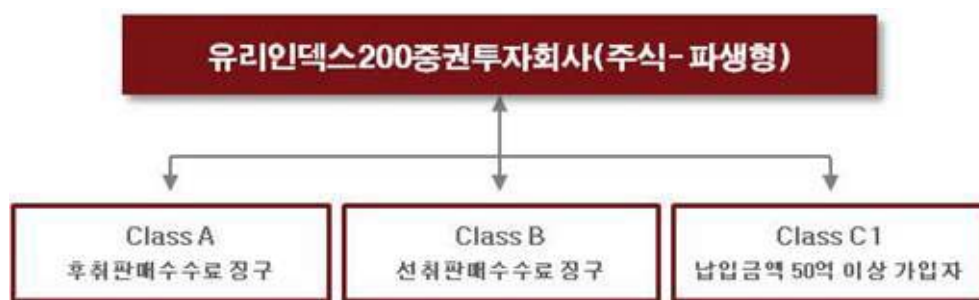 유리인덱스200증권투자회사(주식-파생형)
Class A
후취판매수수료 징구
Class B
선취판매수수료 징구
Class C1
납입금액 50억 이상 가입자